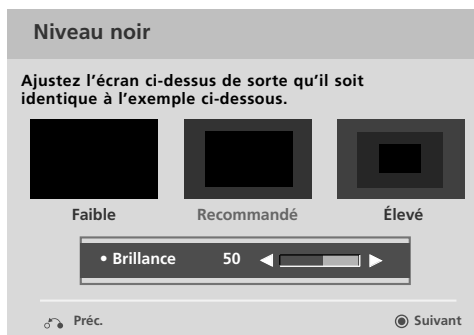 Niveau noir
Ajustez l'écran ci-dessus de sorte qu'il soit
identique à l'exemple ci-dessous.
Faible Recommandé Élevé
• Brillance 50
Préc. Suivant